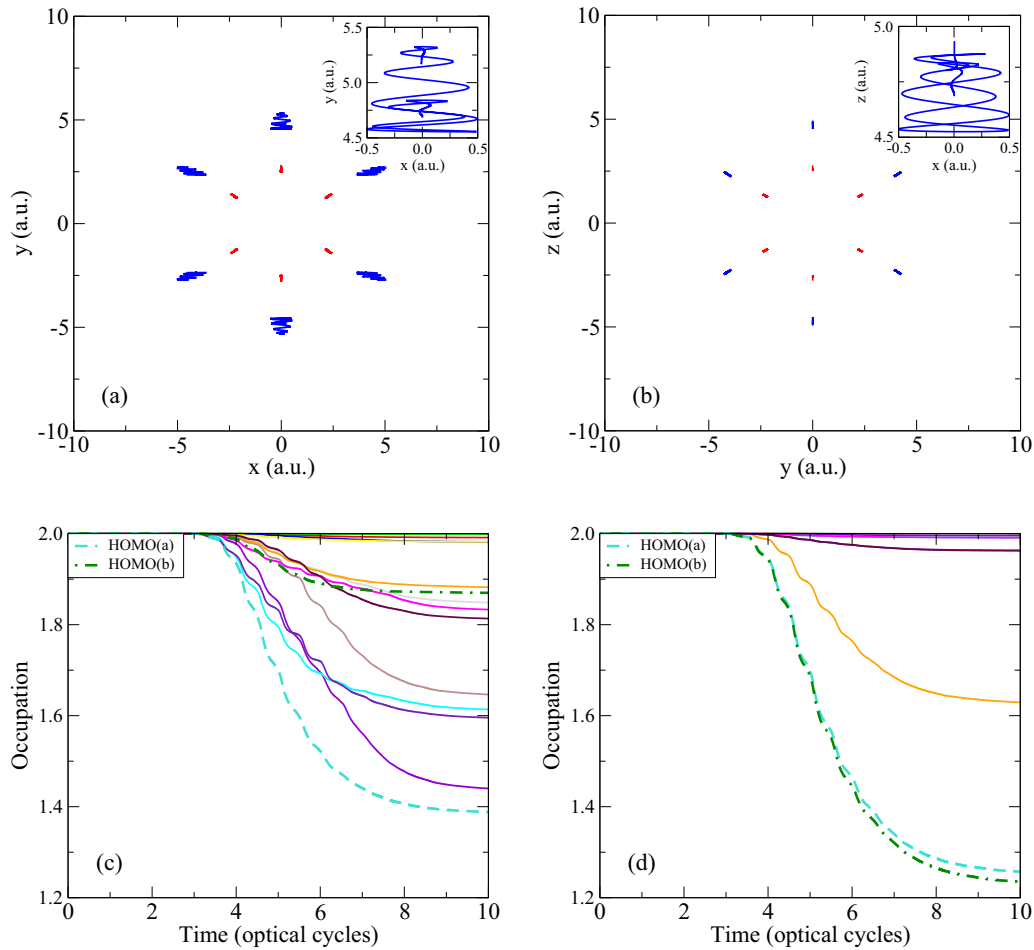 10
5
0
-5
-10
y (a.u.)
-10
-5
0
5
10
x (a.u.)
(a)
5.5
5.0
4.5
y (a.u.)
-0.5
0.0
0.5
x (a.u.)
10
5
0
-5
-10
z (a.u.)
-10
-5
0
5
10
y (a.u.)
(b)
5.0
4.5
z (a.u.)
-0.5
0.0
0.5
x (a.u.)
2.0
1.8
1.6
1.4
1.2
Occupation
HOMO(a)
HOMO(b)
(c)
0
2
4
6
8
10
Time (optical cycles)
2.0
1.8
1.6
1.4
1.2
Occupation
HOMO(a)
HOMO(b)
(d)
0
2
4
6
8
10
Time (optical cycles)